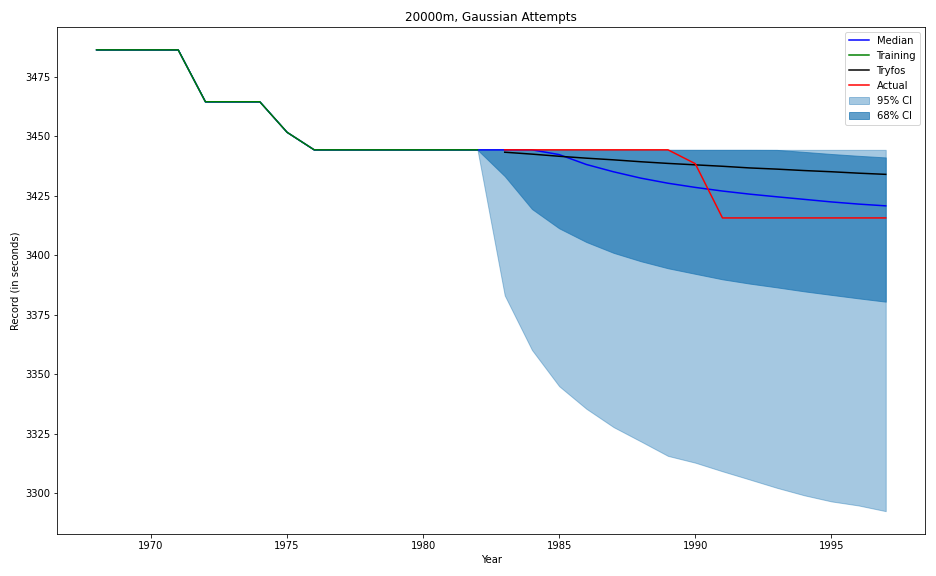 20000m, Gaussian Attempts
Median
Training
Tryfos
Actual
95% CI
68% CI
Record (in seconds)
3475
3450
3425
3400
3375
3350
3325
3300
1970
1975
1980
1985
1990
1995
Year